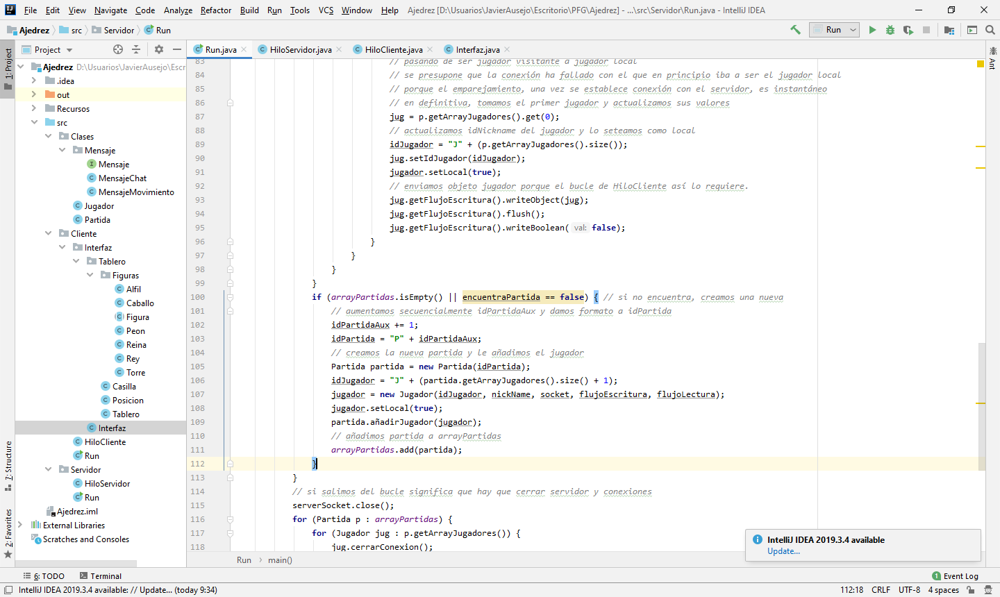 File Edit View Navigate Code Analyze Refactor Build Run Tools VCS Window Help Ajedrez [D:\Usuarios\JavierAusejo\Escritorio\PFG\Ajedrez] - ...\src\Servidor\Run.java - IntelliJ IDEA
Ajedrez src Servidor Run Run
Project Run.java HiloServidor.java HiloCliente.java Interfaz.java
1: Project
7: Structure
2: Favorites
Ant
Ajedrez D:\Usuarios\JavierAusejo\Escr
.idea
out
Recursos
src
Clases
Mensaje
Mensaje
MensajeChat
MensajeMovimiento
Jugador
Partida
Cliente
Interfaz
Tablero
Figuras
Alfil
Caballo
Figura
Peon
Reina
Rey
Torre
Casilla
Posicion
Tablero
Interfaz
HiloCliente
Run
Servidor
HiloServidor
Run
Ajedrez.iml
External Libraries
Scratches and Consoles
83 // pasando de ser jugador visitante a jugador local
84 // se presupone que la conexión ha fallado con el que en principio iba a ser el jugador local
85 // porque el emparejamiento, una vez se establece conexión con el servidor, es instantáneo
86 // en definitiva, tomamos el primer jugador y actualizamos sus valores
87 jug = p.getArrayJugadores().get(0);
88 // actualizamos idNickname del jugador y lo seteamos como local
89 idJugador = "J" + (p.getArrayJugadores().size());
90 jug.setIdJugador(idJugador);
91 jugador.setLocal(true);
92 // enviamos objeto jugador porque el bucle de HiloCliente así lo requiere.
93 jug.getFlujoEscritura().writeObject(jug);
94 jug.getFlujoEscritura().flush();
95 jug.getFlujoEscritura().writeBoolean( val: false);
96 }
97 }
98 }
99 }
100 if (arrayPartidas.isEmpty() || encuentraPartida == false) { // si no encuentra, creamos una nueva
101 // aumentamos secuencialmente idPartidaAux y damos formato a idPartida
102 idPartidaAux += 1;
103 idPartida = "P" + idPartidaAux;
104 // creamos la nueva partida y le añadimos el jugador
105 Partida partida = new Partida(idPartida);
106 idJugador = "J" + (partida.getArrayJugadores().size() + 1);
107 jugador = new Jugador(idJugador, nickName, socket, flujoEscritura, flujoLectura);
108 jugador.setLocal(true);
109 partida.añadirJugador(jugador);
110 // añadimos partida a arrayPartidas
111 arrayPartidas.add(partida);
112 }
113 }
114 // si salimos del bucle significa que hay que cerrar servidor y conexiones
115 serverSocket.close();
116 for (Partida p : arrayPartidas) {
117 for (Jugador jug : p.getArrayJugadores()) {
118 jug.cerrarConexion();
IntelliJ IDEA 2019.3.4 available
Update...
Run main()
6: TODO Terminal Event Log
1
IntelliJ IDEA 2019.3.4 available: // Update... (today 9:34) 112:18 CRLF UTF-8 4 spaces